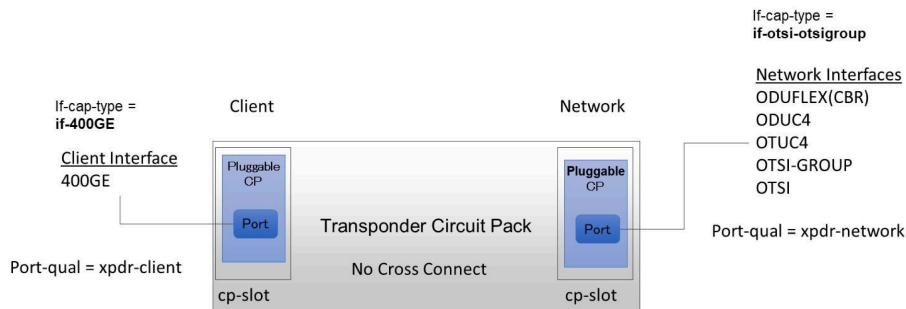 If-cap-type =
if-otsi-otsigroup
Network Interfaces
ODUFLEX(CBR)
ODUC4
OTUC4
OTSI-GROUP
OTSI
Port-qual = xpdr-network
If-cap-type =
if-400GE
Client Interface
400GE
Port-qual = xpdr-client
Client
Network
Pluggable
CP
Port
Transponder Circuit Pack
No Cross Connect
Pluggable
CP
Port
cp-slot
cp-slot